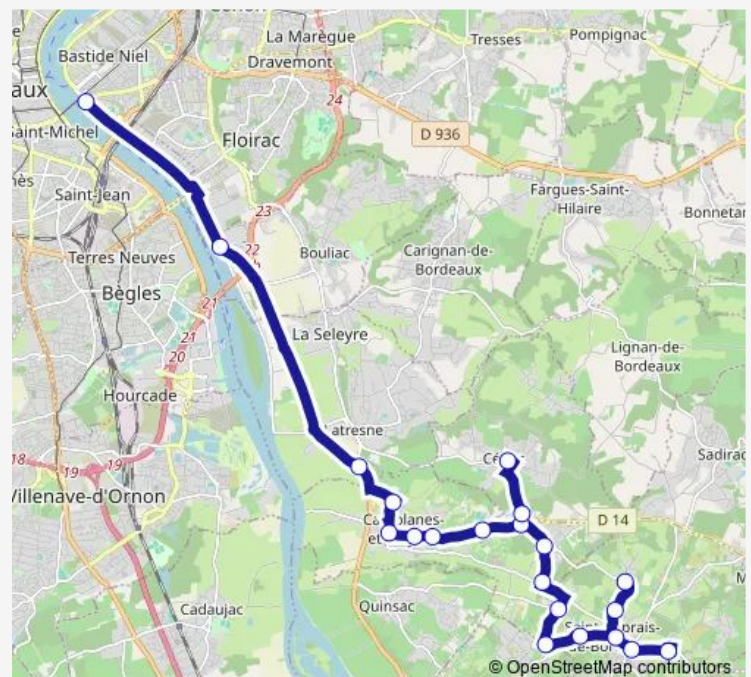 Bastide Niel
La Marègue
Dravemont
Tresses
Pompignac
24
aux
Saint-Michel
Floirac
D 936
Saint-Jean
Fargues-Saint-
Hilaire
23
Bonnetan
22
Terres Neuves
Bouliac
Carignan-de-
Bordeaux
Bègles
21
La Seleyre
21
20
Lignan-de-
Bordeaux
Hourcade
Latresne
18
19
19
Sadirac
Villenave-d'Ornon
D 14
Cadaujac
Quinsac
© OpenStreetMap contributors